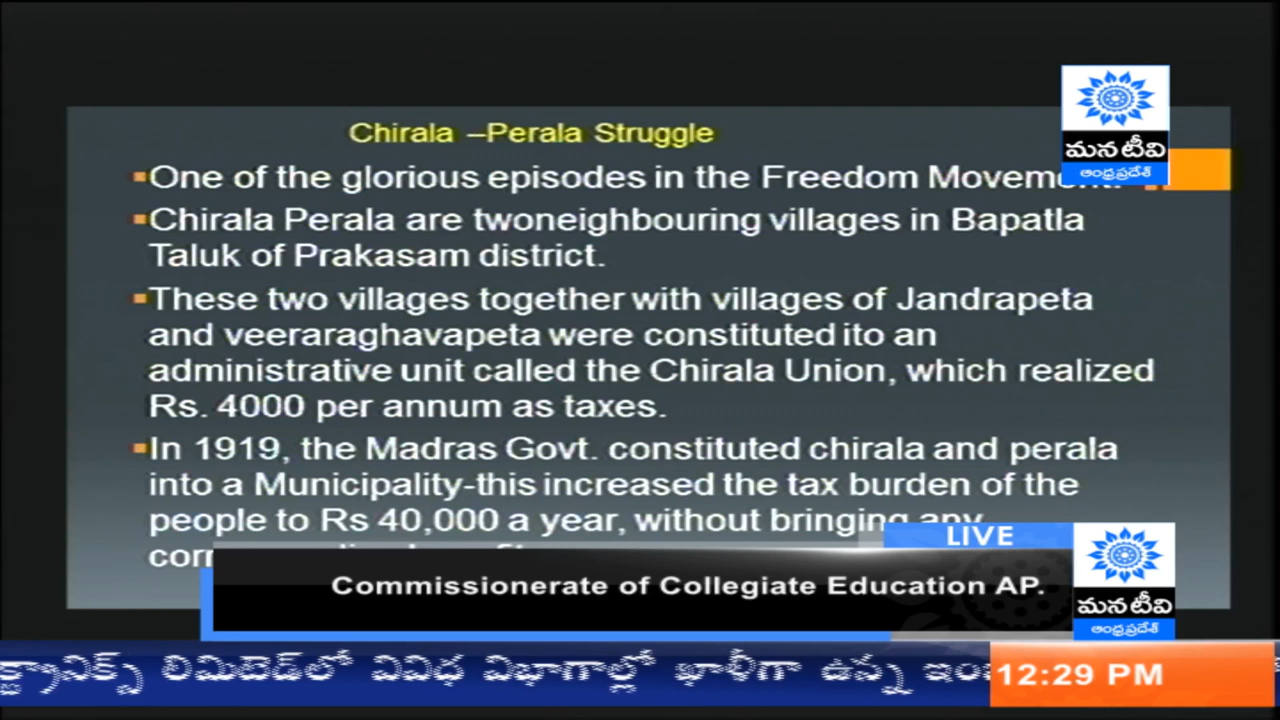 Chirala –Perala Struggle
▪One of the glorious episodes in the Freedom
▪Chirala Perala are twoneighbouring villages in Bapatla
Taluk of Prakasam district.
▪These two villages together with villages of Jandrapeta
and veeraraghavapeta were constituted ito an
administrative unit called the Chirala Union, which realized
Rs. 4000 per annum as taxes.
▪In 1919, the Madras Govt. constituted chirala and perala
into a Municipality-this increased the tax burden of the
people to Rs 40,000 a year, without bringing any
మన టీవి
ఆంధ్రప్రదేశ్
LIVE
Commissionerate of Collegiate Education AP.
మన టీవి
ఆంధ్రప్రదేశ్
లిమిటెడ్‌లో వివిధ విభాగాల్లో ఖాళీగా ఉన్న
12:29 PM